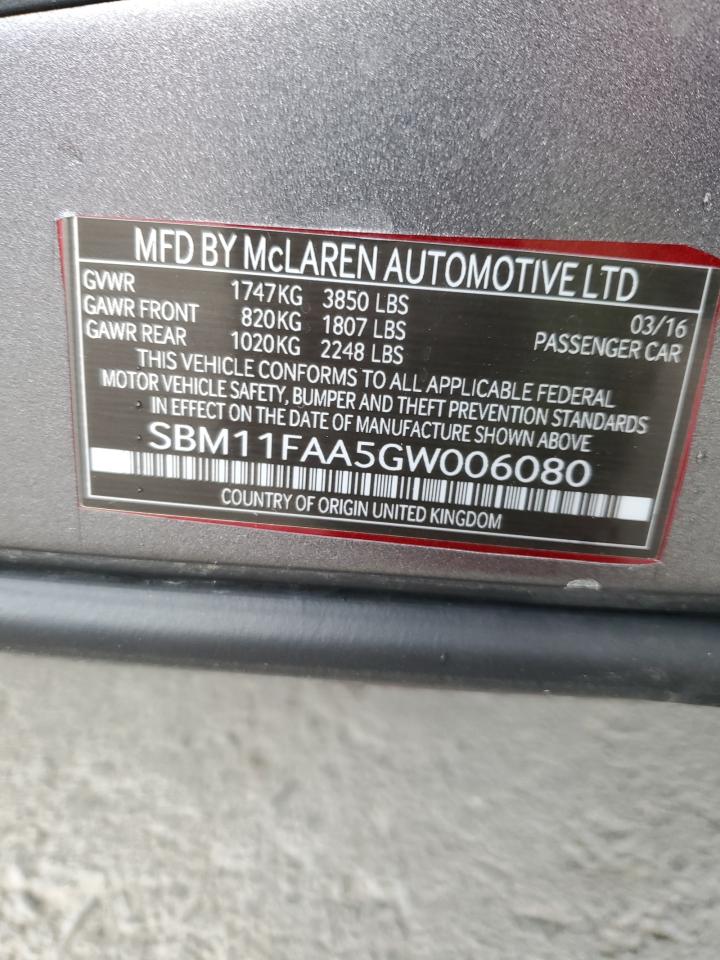 MFD BY McLAREN AUTOMOTIVE LTD
GVWR 1747KG 3850 LBS 03/16
GAWR FRONT 820KG 1807 LBS PASSENGER CAR
GAWR REAR 1020KG 2248 LBS
THIS VEHICLE CONFORMS TO ALL APPLICABLE FEDERAL
MOTOR VEHICLE SAFETY, BUMPER AND THEFT PREVENTION STANDARDS
IN EFFECT ON THE DATE OF MANUFACTURE SHOWN ABOVE
SBM11FAA5GW006080
COUNTRY OF ORIGIN UNITED KINGDOM